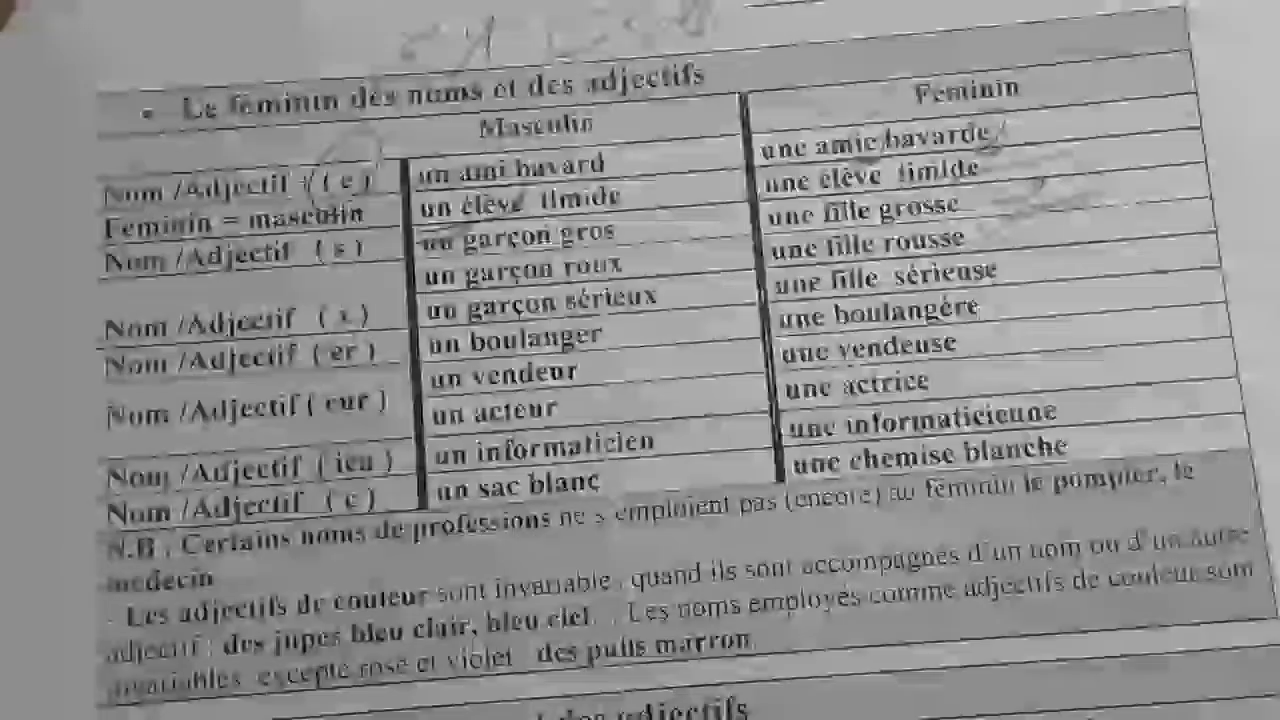 • Le féminin des noms et des adjectifs
Masculin Féminin
Nom /Adjectif ( e ) un ami bavard une amie bavarde
Feminin = masculin un élève timide une élève timide
Nom /Adjectif ( s ) un garçon gros une fille grosse
un garçon roux une fille rousse
Nom /Adjectif ( x ) un garçon sérieux une fille sérieuse
Nom /Adjectif ( er ) un boulanger une boulangère
Nom /Adjectif ( eur ) un vendeur une vendeuse
un acteur une actrice
Nom /Adjectif ( ien ) un informaticien une informaticienne
Nom /Adjectif ( c ) un sac blanc une chemise blanche
N.B : Certains noms de professions ne s'emploient pas (encore) au féminin le pompier, le
médecin
- Les adjectifs de couleur sont invariable, quand ils sont accompagnés d'un nom ou d'un autre
adjectif : des jupes bleu clair, bleu ciel... Les noms employés comme adjectifs de couleur sont
invariables excepté rose et violet des pulls marron
des adjectifs